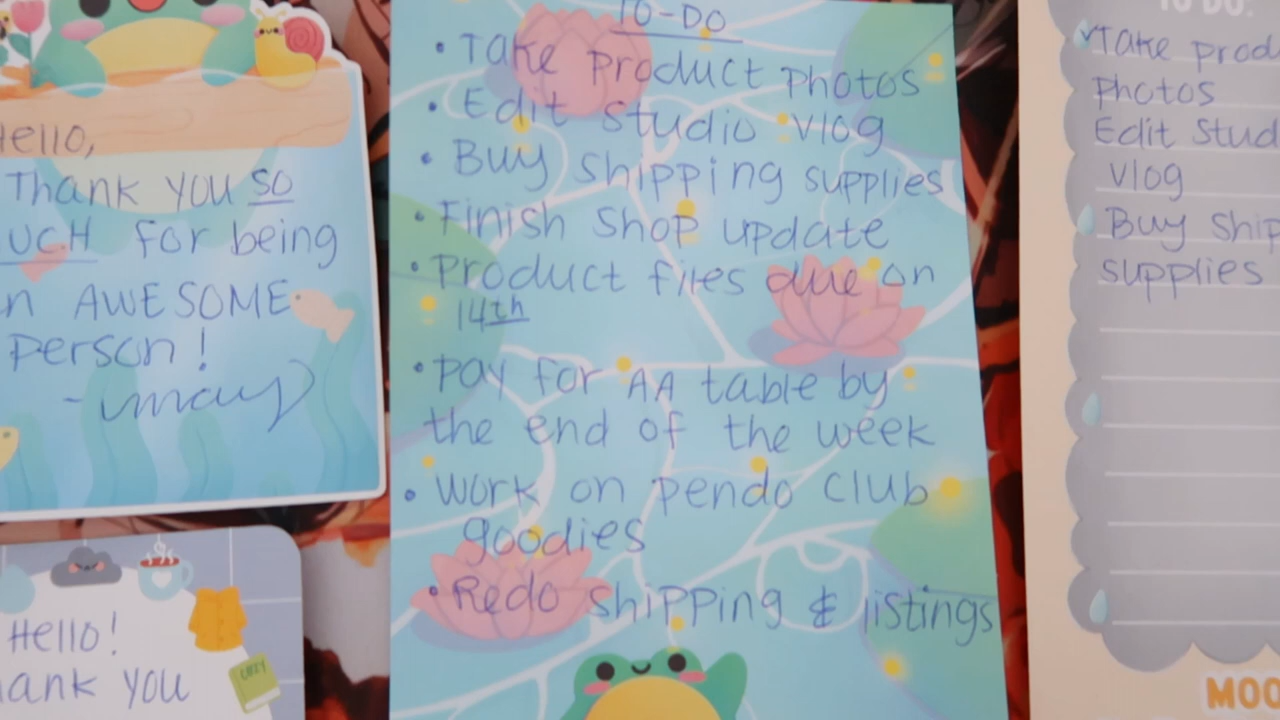 Hello,
Thank you so
UCH for being
n AWESOME
person!
TO-DO
• Take product photos
• Edit studio vlog
• Buy shipping supplies
• Finish shop update
• Product files due on
14th
• Pay for AA table by
the end of the week
• Work on pendo club
goodies
• Redo shipping & listings
TO DO:
Take prod
photos
Edit Stud
vlog
Buy ship
supplies
MOO
Hello!
hank you